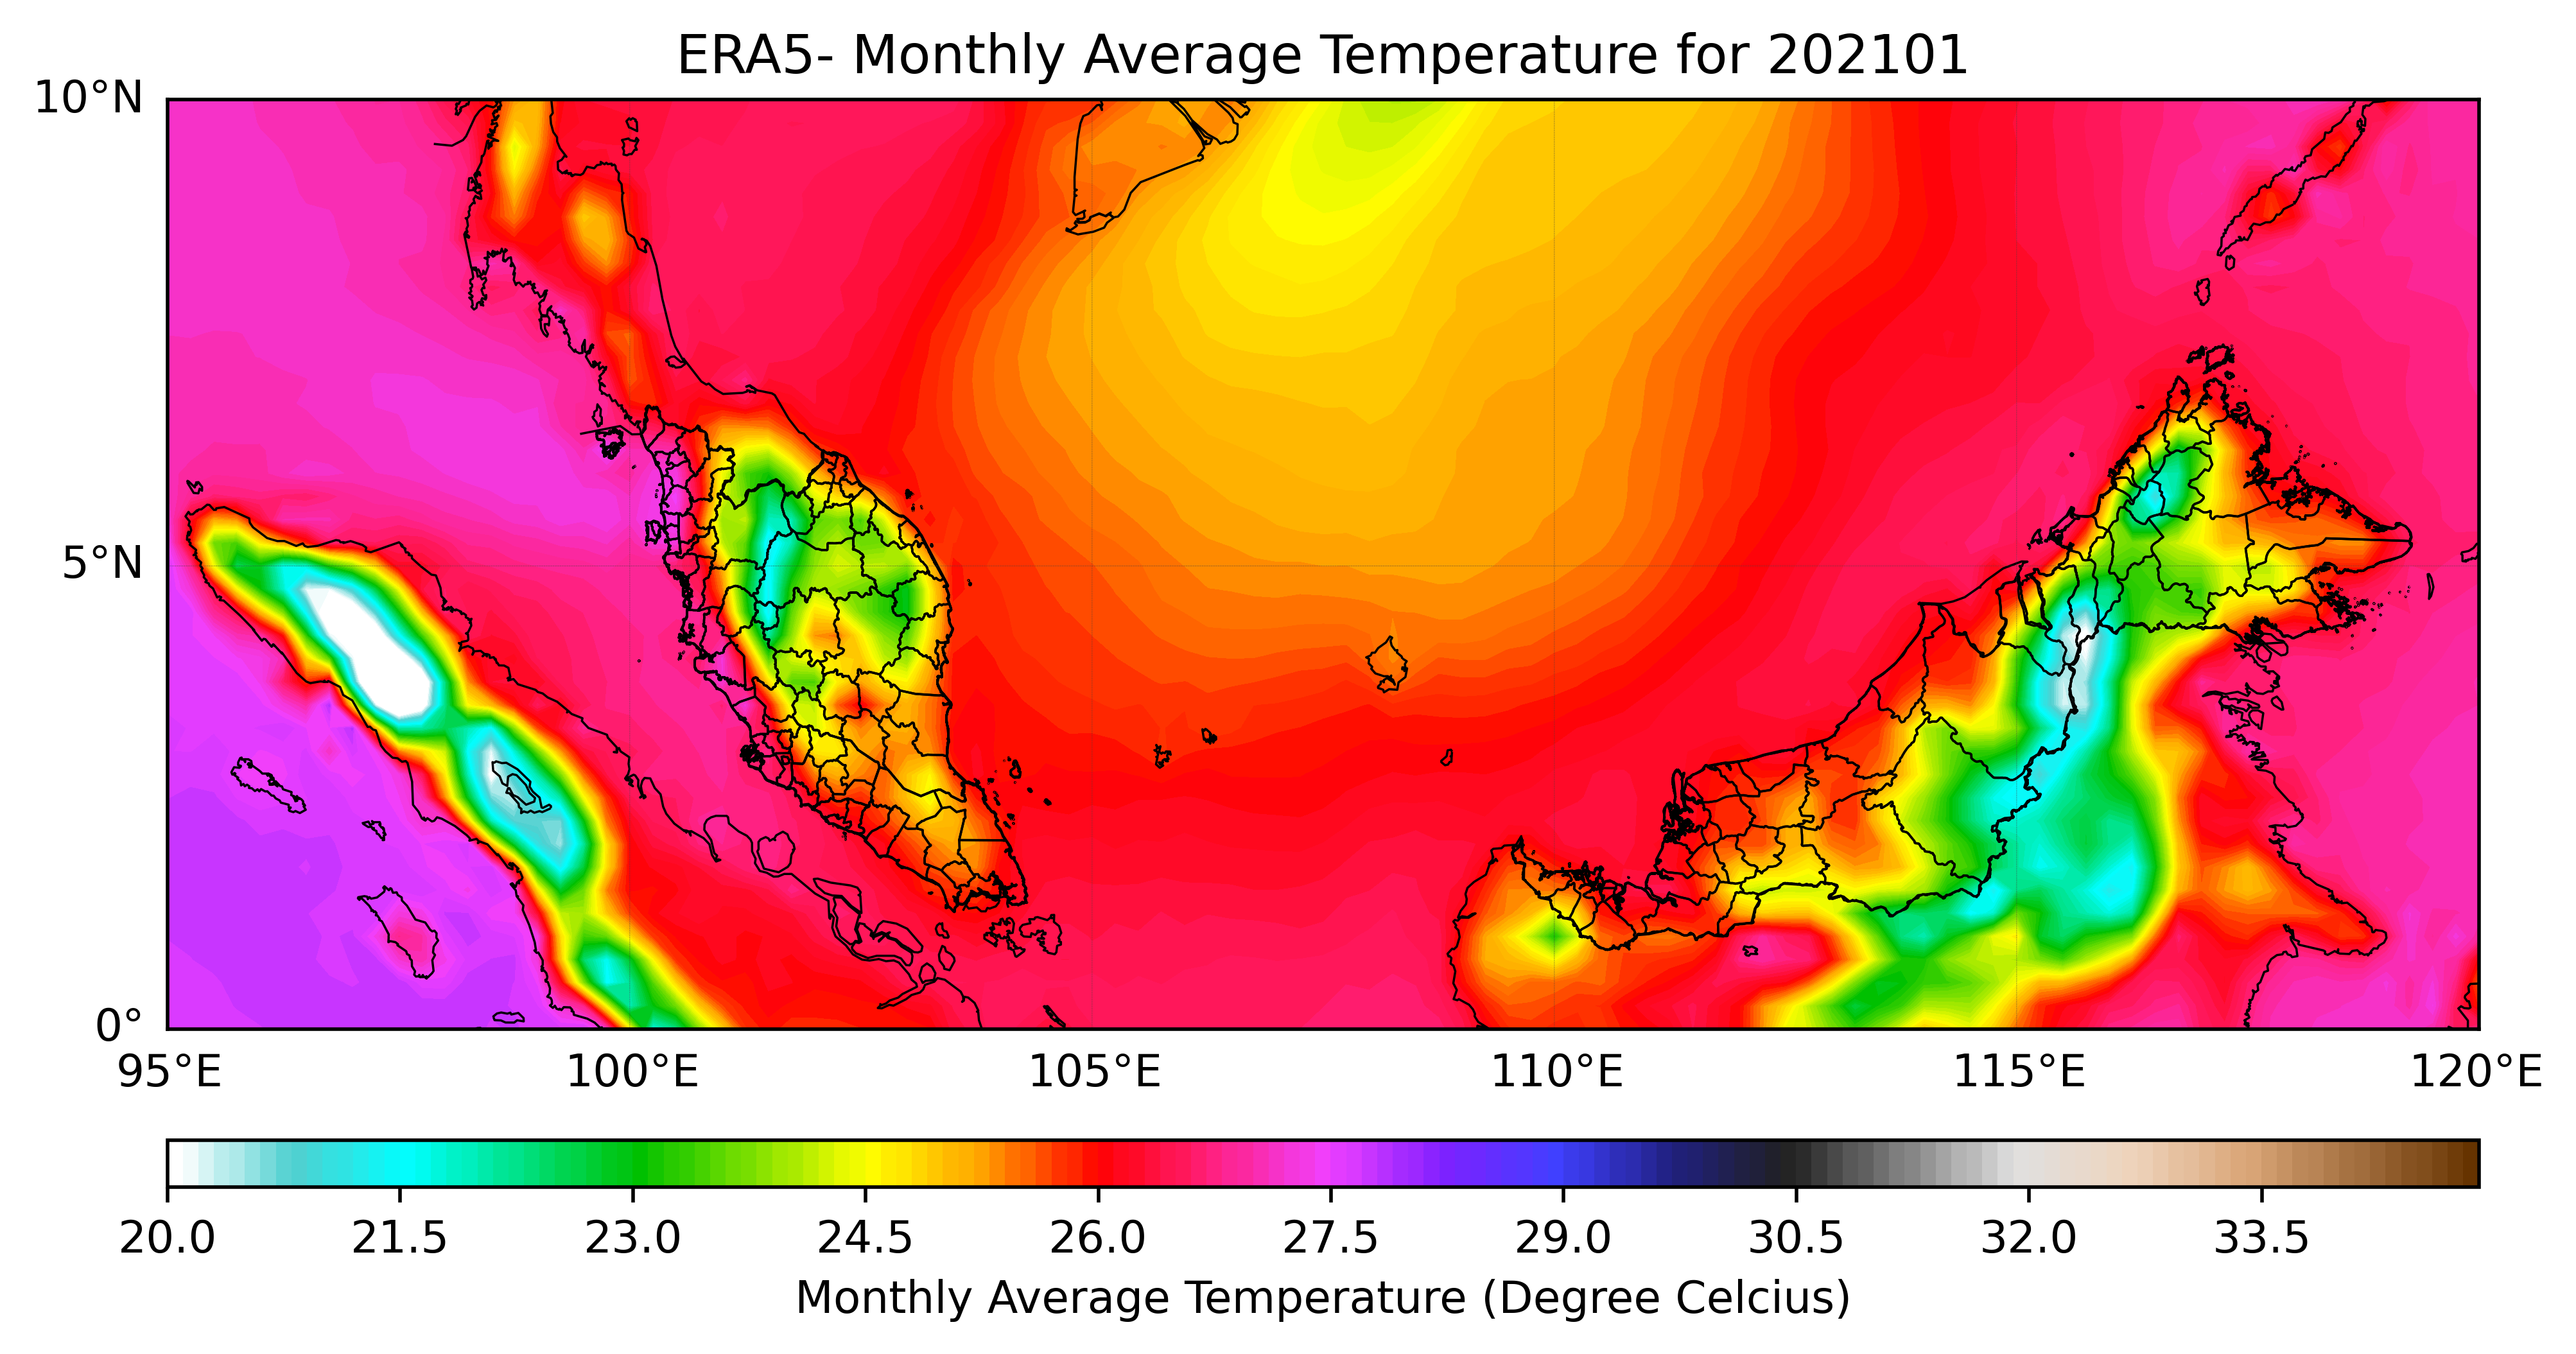 ERA5- Monthly Average Temperature for 202101
10°N
5°N
0°
95°E 100°E 105°E 110°E 115°E 120°E
20.0 21.5 23.0 24.5 26.0 27.5 29.0 30.5 32.0 33.5
Monthly Average Temperature (Degree Celcius)